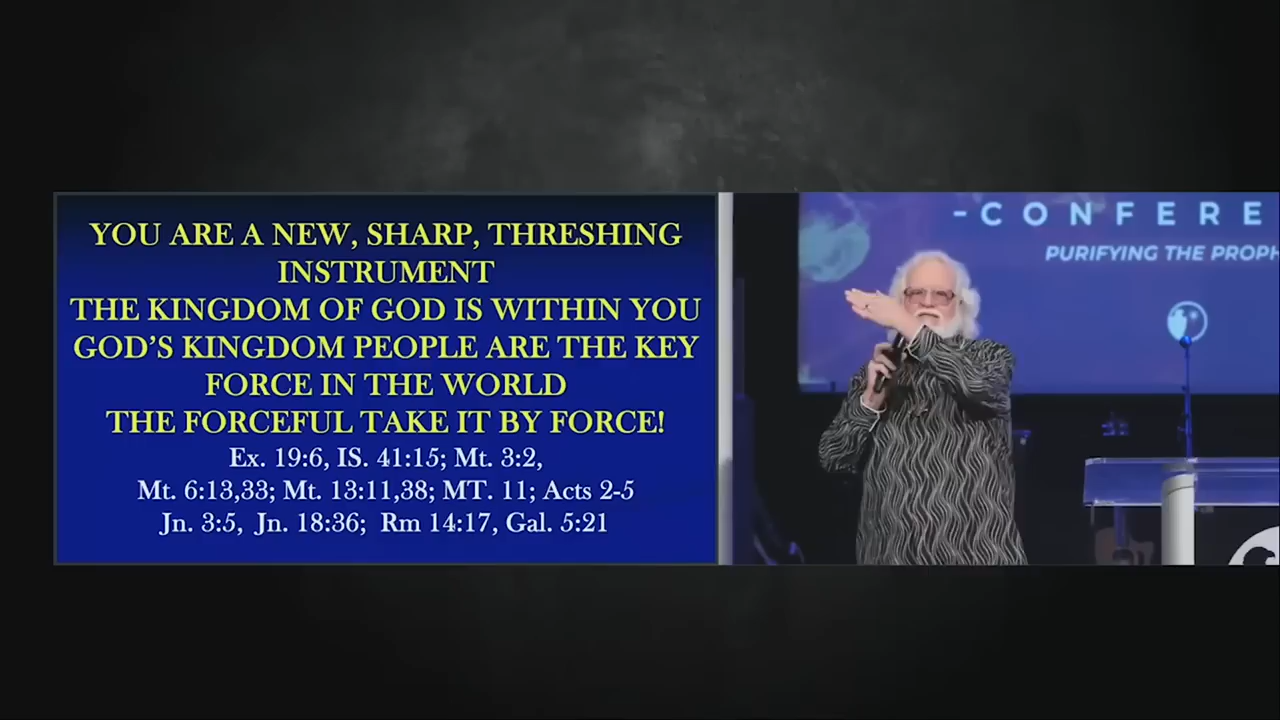 YOU ARE A NEW, SHARP, THRESHING
INSTRUMENT
THE KINGDOM OF GOD IS WITHIN YOU
GOD'S KINGDOM PEOPLE ARE THE KEY
FORCE IN THE WORLD
THE FORCEFUL TAKE IT BY FORCE!
Ex. 19:6, IS. 41:15; Mt. 3:2,
Mt. 6:13,33; Mt. 13:11,38; MT. 11; Acts 2-5
Jn. 3:5, Jn. 18:36; Rm 14:17, Gal. 5:21
-CONFERE
PURIFYING THE PROPH